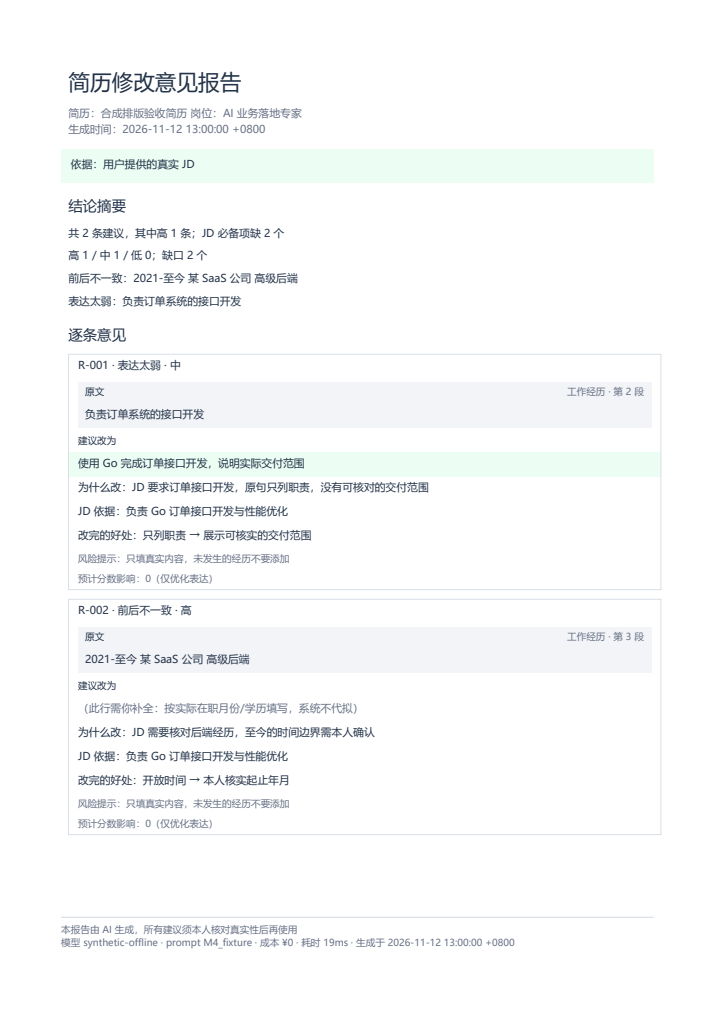 简历修改意见报告
简历：合成排版验收简历 岗位：AI 业务落地专家
生成时间：2026-11-12 13:00:00 +0800
依据：用户提供的真实 JD
结论摘要
共 2 条建议，其中高 1 条；JD 必备项缺 2 个
高 1 / 中 1 / 低 0；缺口 2 个
前后不一致：2021-至今 某 SaaS 公司 高级后端
表达太弱：负责订单系统的接口开发
逐条意见
R-001 · 表达太弱 · 中
原文 工作经历 · 第 2 段
负责订单系统的接口开发
建议改为
使用 Go 完成订单接口开发，说明实际交付范围
为什么改：JD 要求订单接口开发，原句只列职责，没有可核对的交付范围
JD 依据：负责 Go 订单接口开发与性能优化
改完的好处：只列职责 → 展示可核实的交付范围
风险提示：只填真实内容，未发生的经历不要添加
预计分数影响：0（仅优化表达）
R-002 · 前后不一致 · 高
原文 工作经历 · 第 3 段
2021-至今 某 SaaS 公司 高级后端
建议改为
（此行需你补全：按实际在职月份/学历填写，系统不代拟）
为什么改：JD 需要核对后端经历，至今的时间边界需本人确认
JD 依据：负责 Go 订单接口开发与性能优化
改完的好处：开放时间 → 本人核实起止年月
风险提示：只填真实内容，未发生的经历不要添加
预计分数影响：0（仅优化表达）
本报告由 AI 生成，所有建议须本人核对真实性后再使用
模型 synthetic-offline · prompt M4_fixture · 成本 ¥0 · 耗时 19ms · 生成于 2026-11-12 13:00:00 +0800